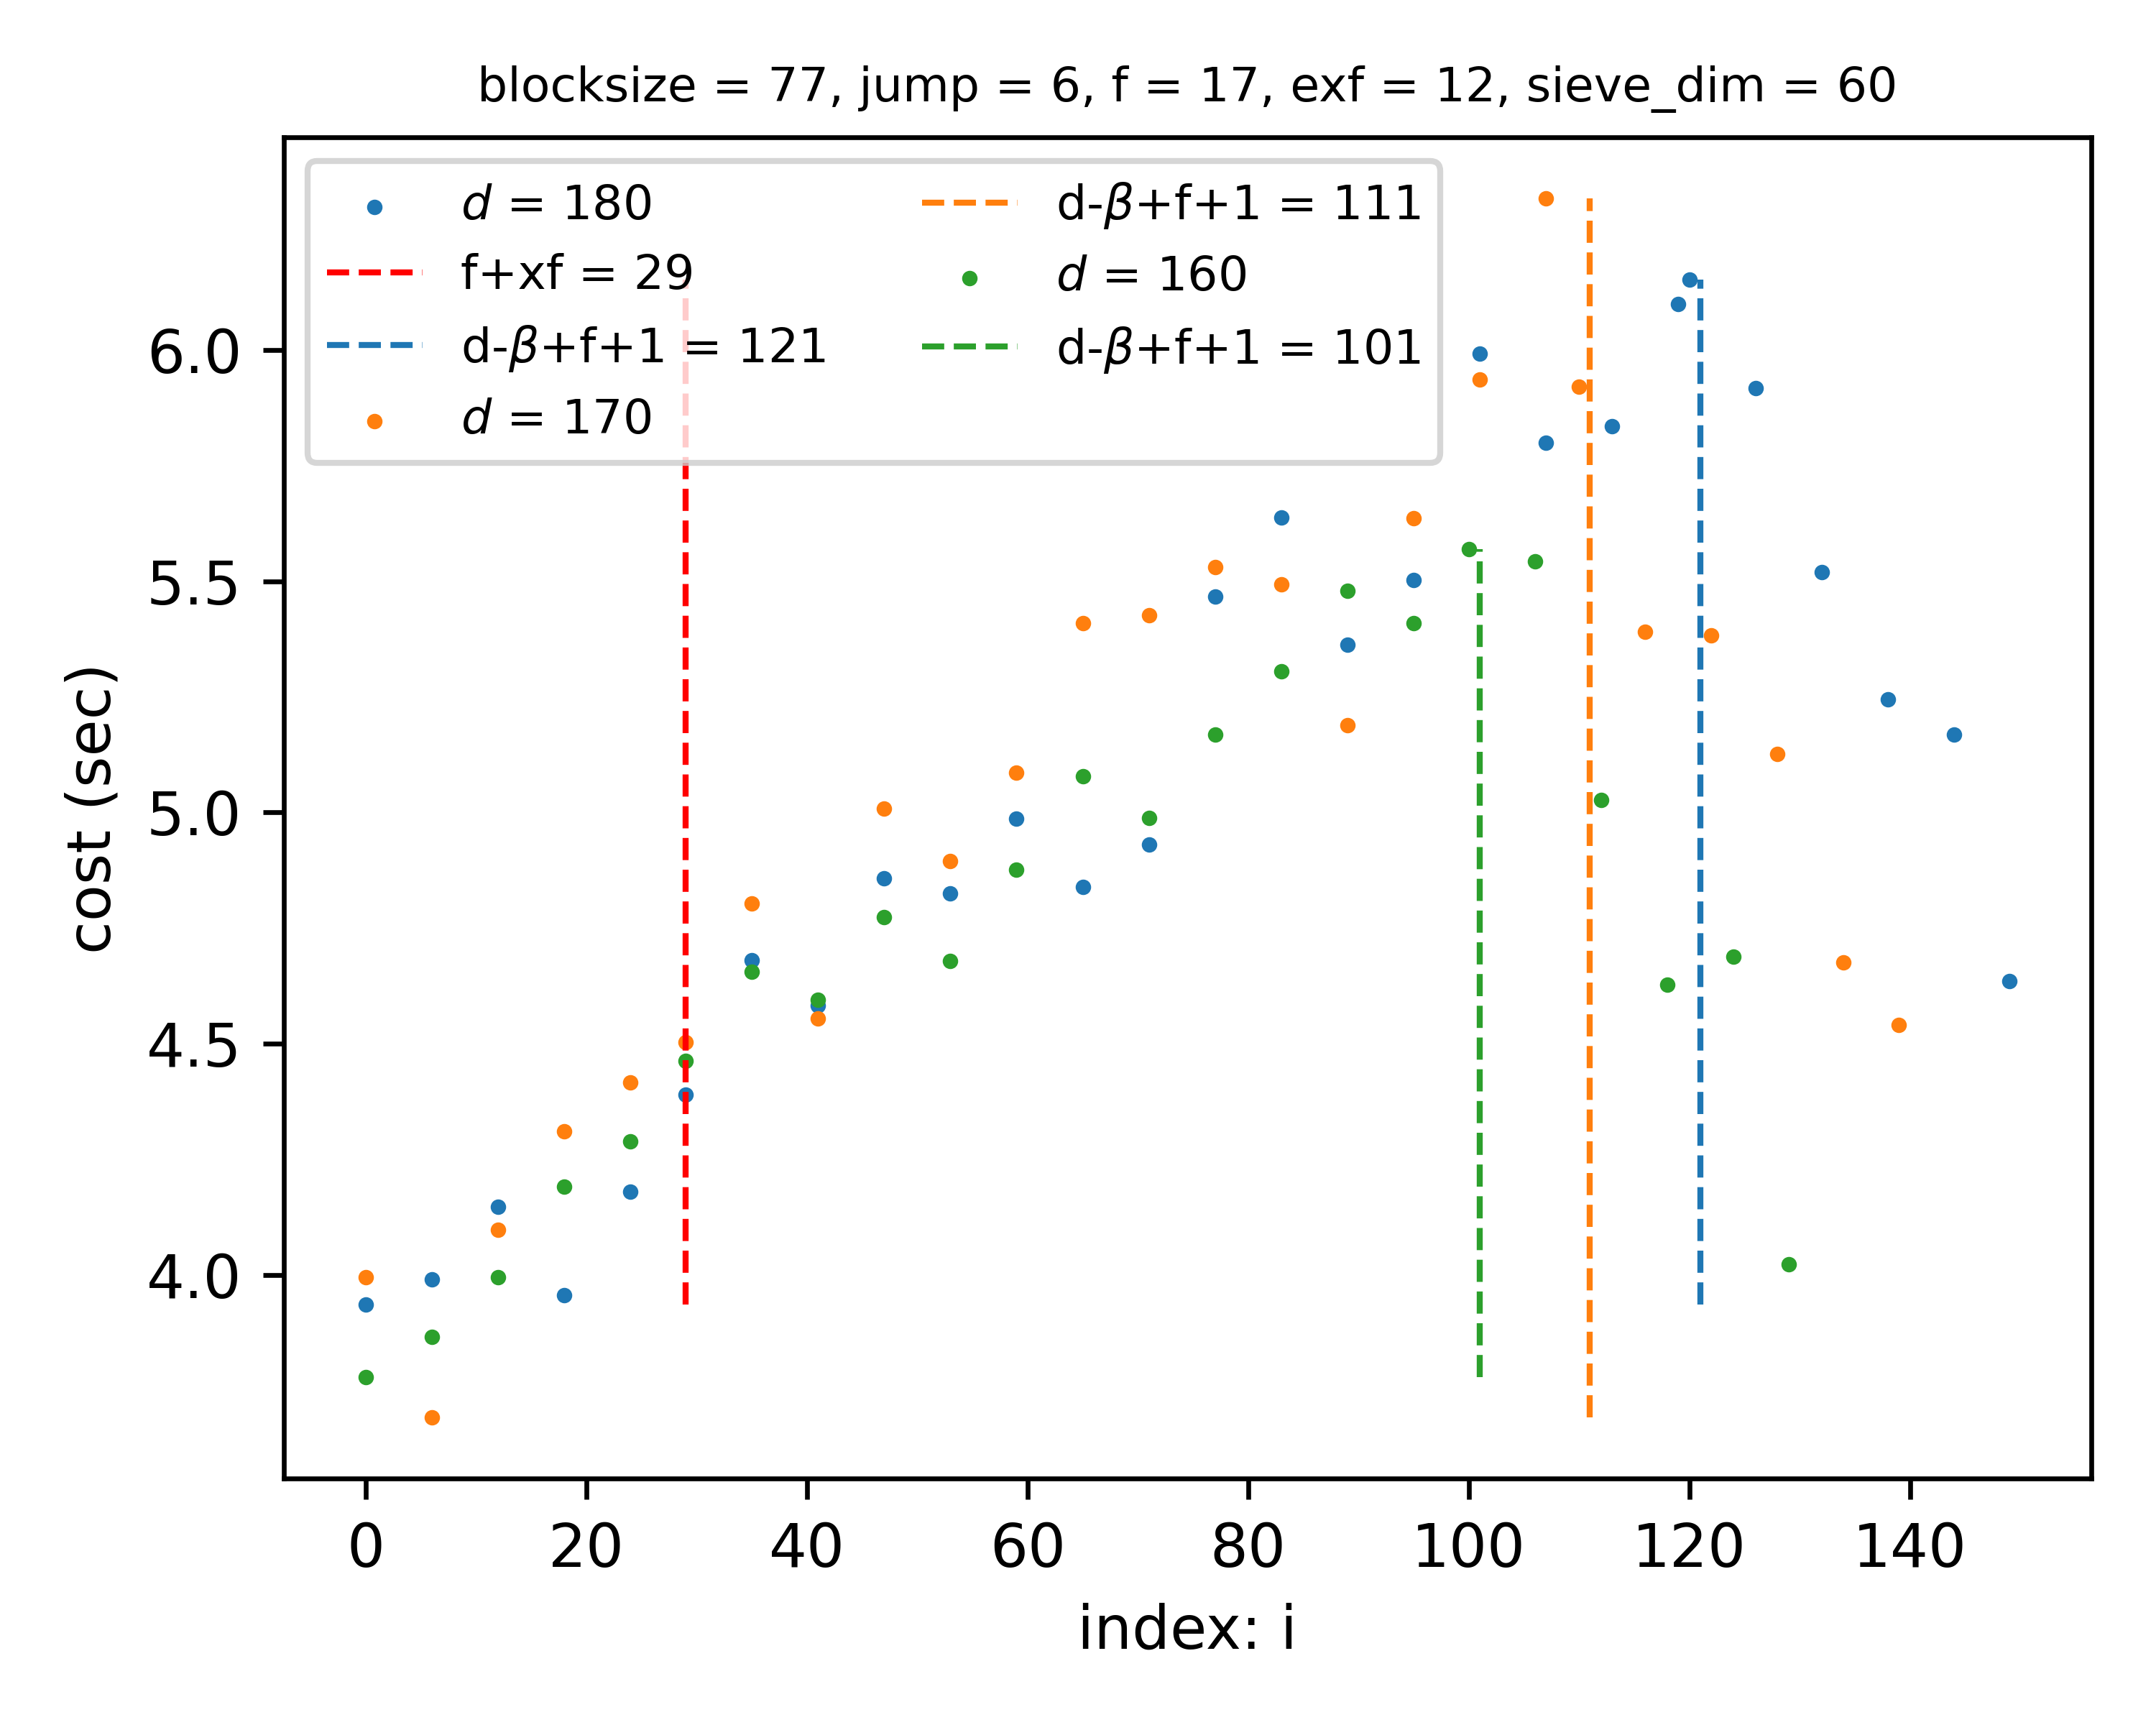 blocksize = 77, jump = 6, f = 17, exf = 12, sieve_dim = 60
d = 180
f+xf = 29
d-β+f+1 = 121
d = 170
d-β+f+1 = 111
d = 160
d-β+f+1 = 101
cost (sec)
6.0
5.5
5.0
4.5
4.0
0 20 40 60 80 100 120 140
index: i